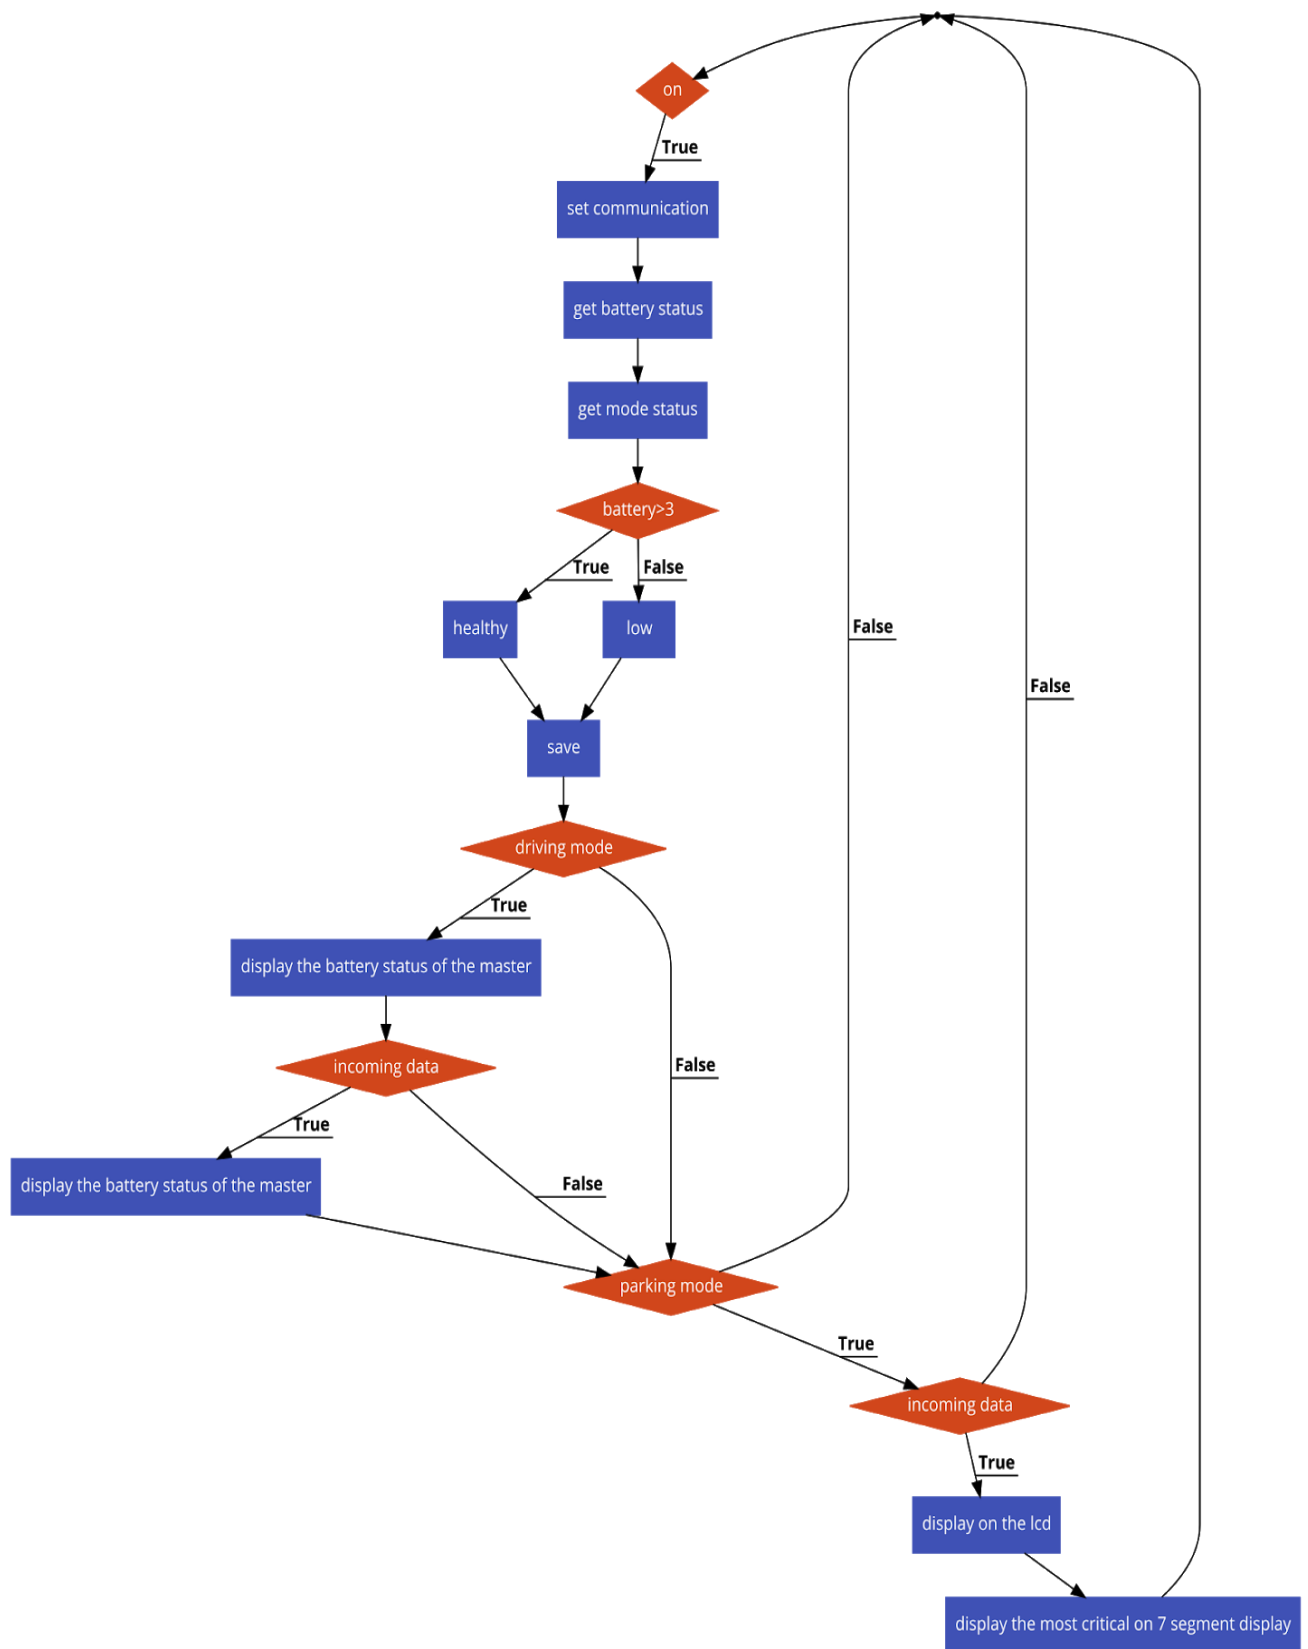 on
True
set communication
get battery status
get mode status
battery>3
True
False
healthy
low
False
False
save
driving mode
True
display the battery status of the master
incoming data
False
True
display the battery status of the master
False
parking mode
True
incoming data
True
display on the lcd
display the most critical on 7 segment display